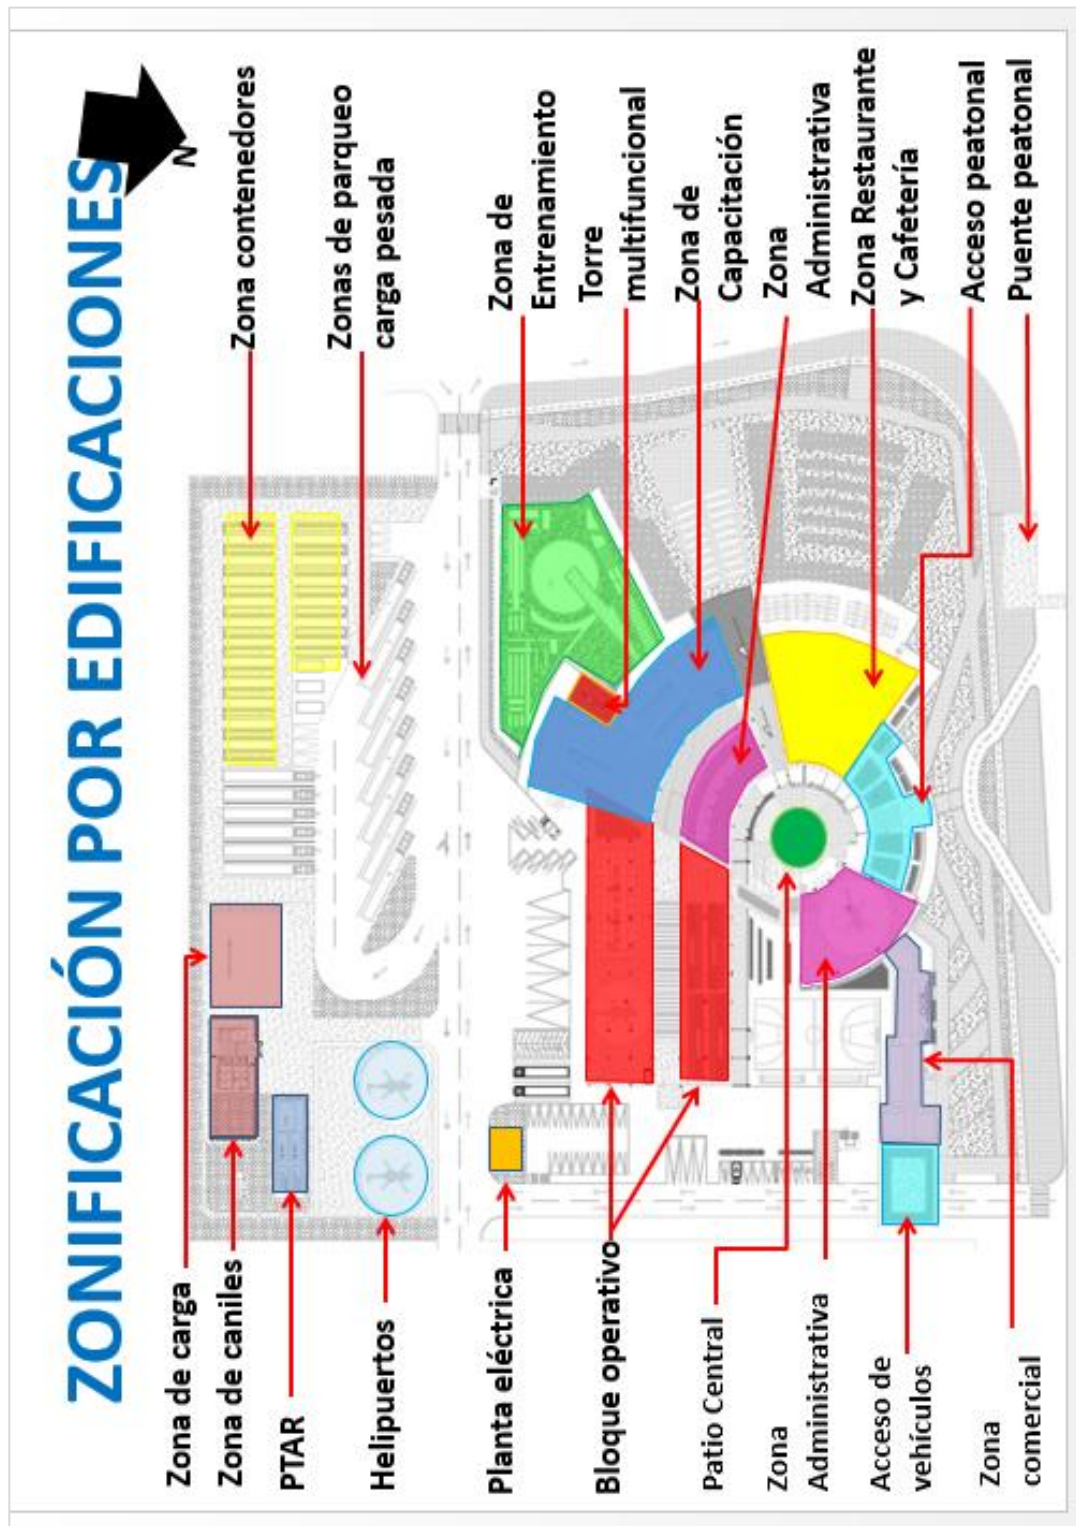 ZONIFICACIÓN POR EDIFICACIONES
N
Zona de carga
Zona de caniles
PTAR
Helipuertos
Planta eléctrica
Bloque operativo
Patio Central
Zona
Administrativa
Acceso de
vehículos
Zona
comercial
Zona contenedores
Zonas de parqueo
carga pesada
Zona de
Entrenamiento
Torre
multifuncional
Zona de
Capacitación
Zona
Administrativa
Zona Restaurante
y Cafetería
Acceso peatonal
Puente peatonal